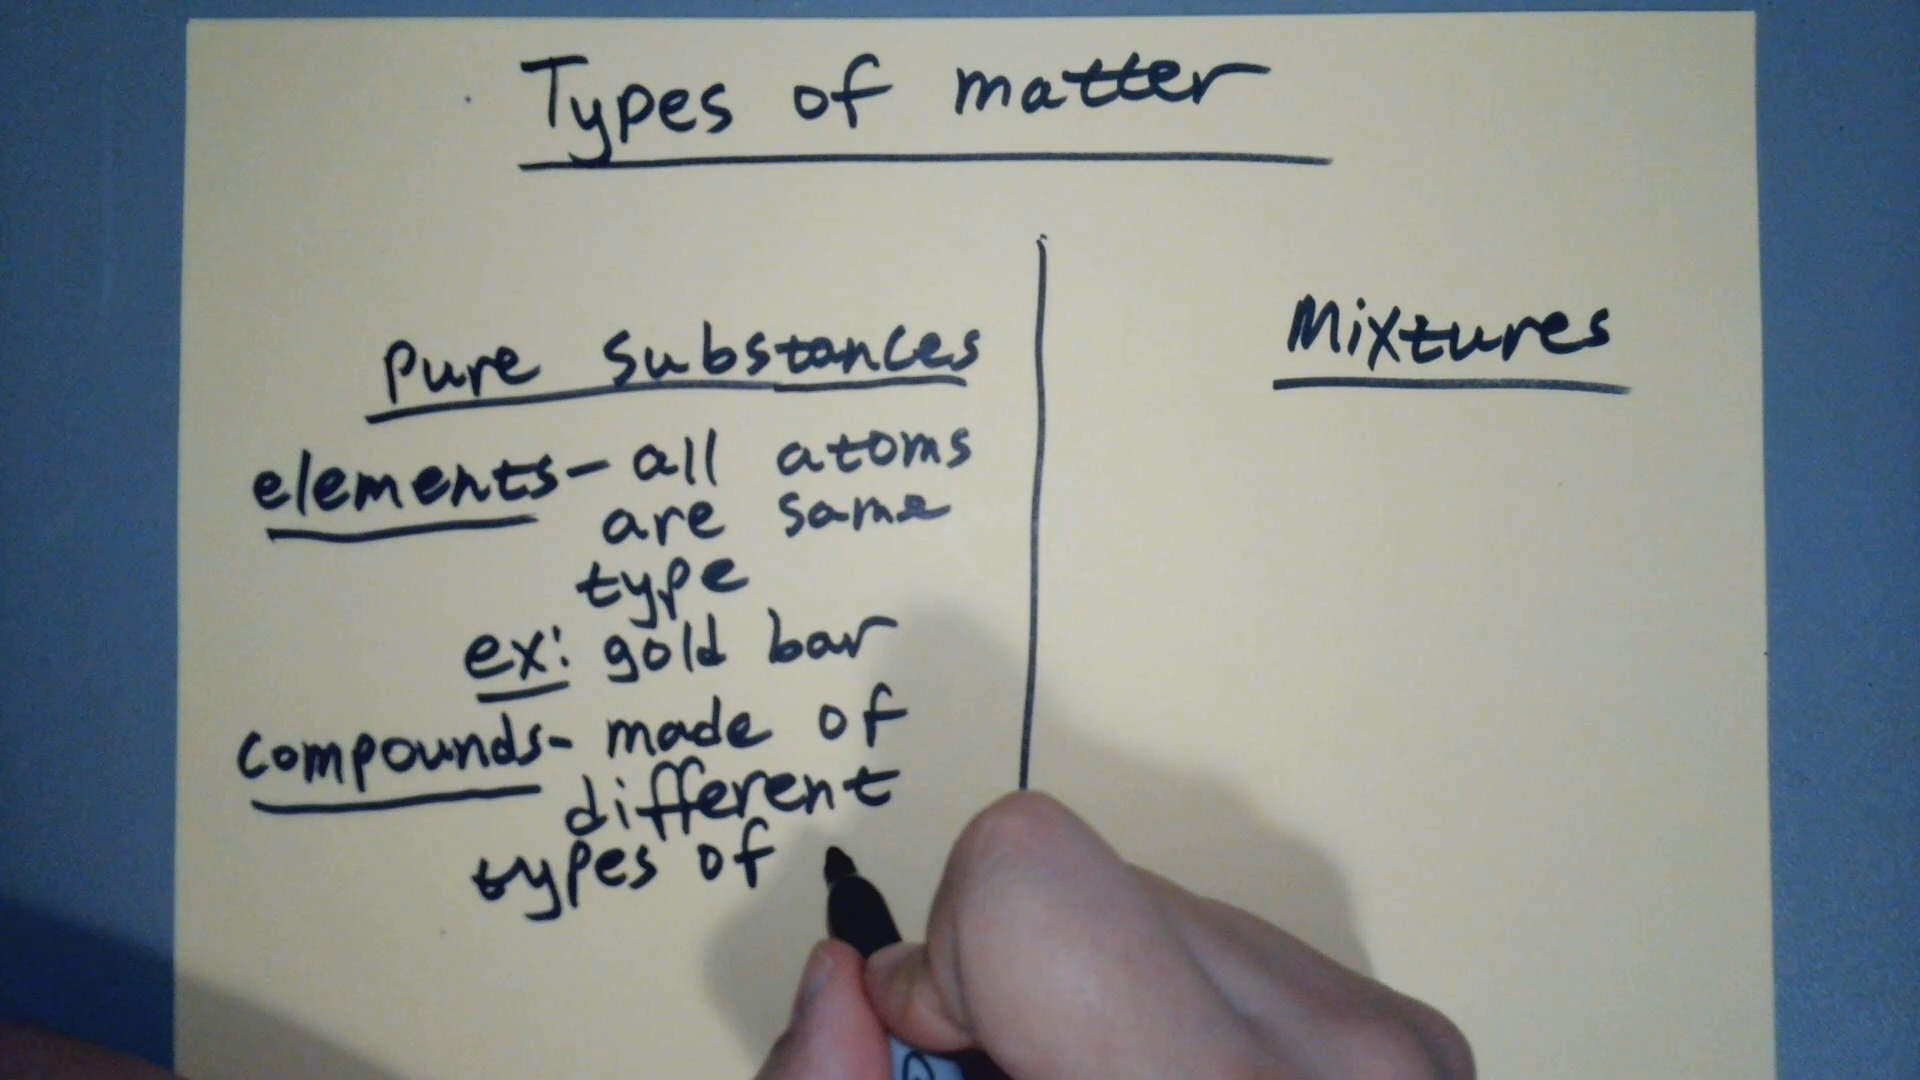 Types of matter
Pure Substances
elements - all atoms
are same
type
ex: gold bar
compounds - made of
different
types of
Mixtures